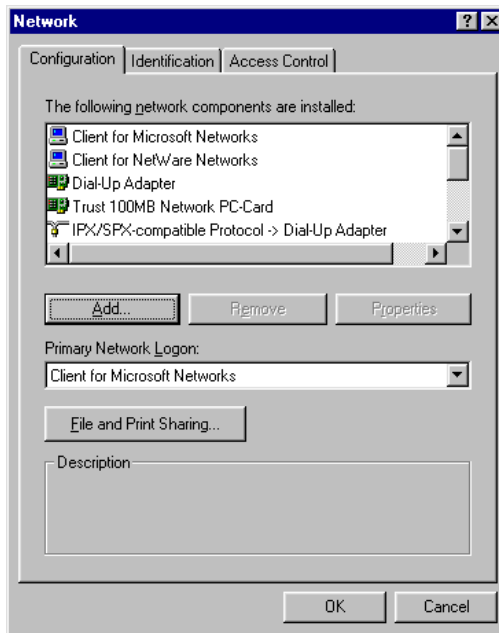 Network
Configuration Identification Access Control
The following network components are installed:
Client for Microsoft Networks
Client for NetWare Networks
Dial-Up Adapter
Trust 100MB Network PC-Card
IPX/SPX-compatible Protocol -> Dial-Up Adapter
Add... Remove Properties
Primary Network Logon:
Client for Microsoft Networks
File and Print Sharing...
Description
OK Cancel